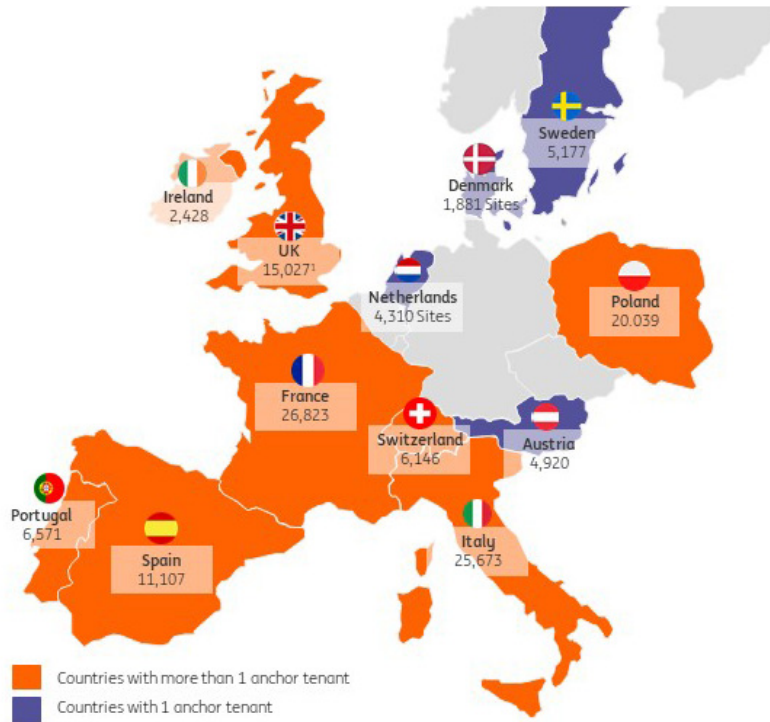 Sweden
5,177
Denmark
1,881 Sites
Ireland
2,428
UK
15,027¹
Netherlands
4,310 Sites
Poland
20.039
France
26,823
Switzerland
6,146
Austria
4,920
Portugal
6,571
Spain
11,107
Italy
25,673
Countries with more than 1 anchor tenant
Countries with 1 anchor tenant